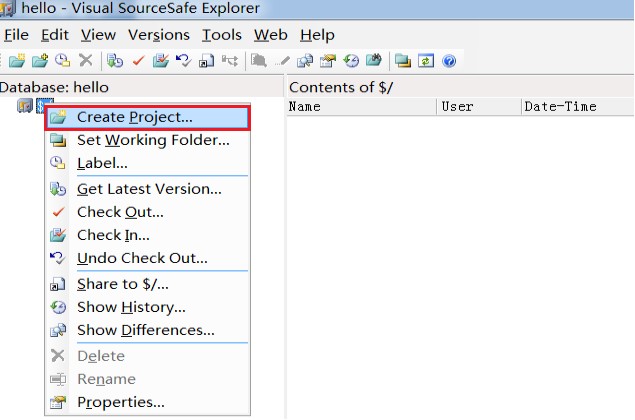 hello - Visual SourceSafe Explorer
File Edit View Versions Tools Web Help
Database: hello
Contents of $/
Name User Date-Time
Create Project...
Set Working Folder...
Label...
Get Latest Version...
Check Out...
Check In...
Undo Check Out...
Share to $/...
Show History...
Show Differences...
Delete
Rename
Properties...